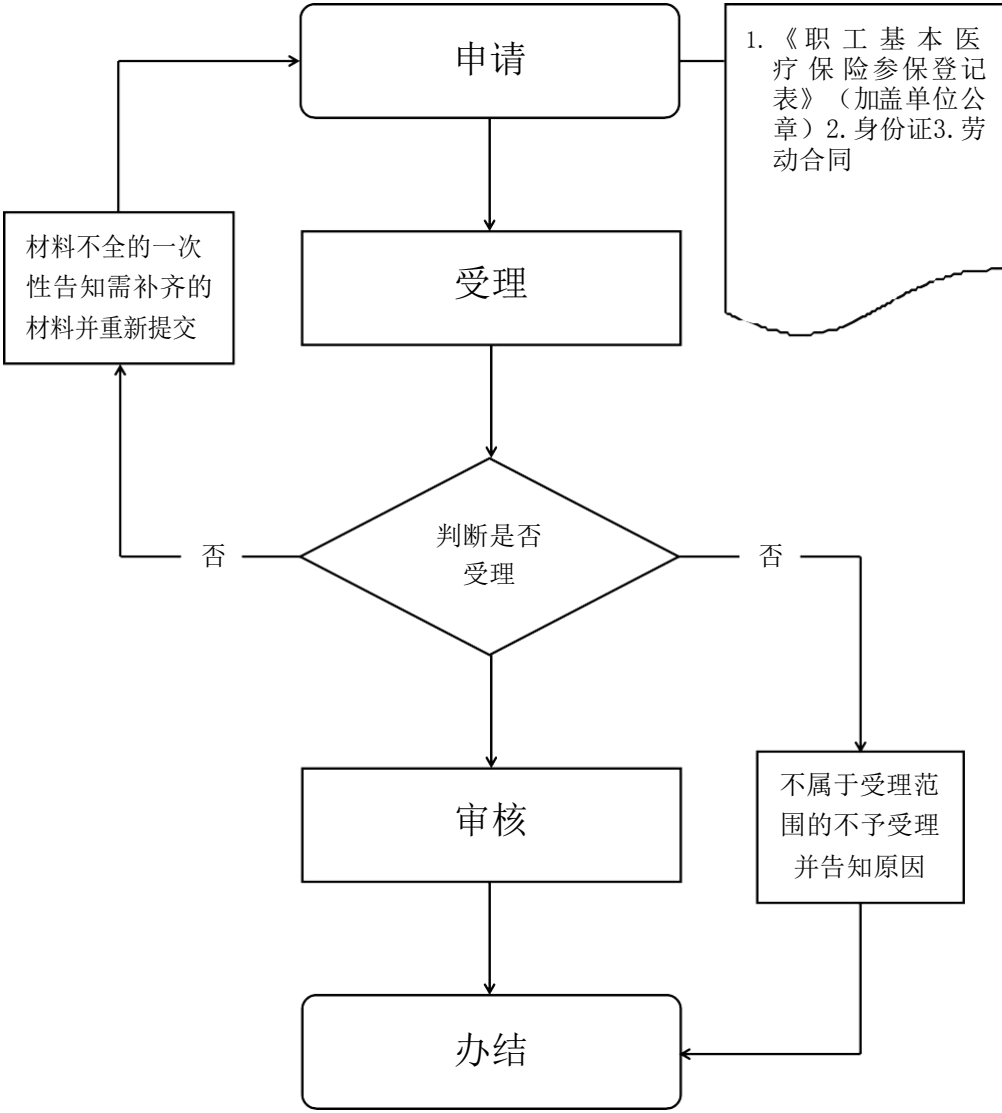 申请
1. 《职工基本医
疗保险参保登记
表》（加盖单位公
章）2.身份证3.劳
动合同
材料不全的一次
性告知需补齐的
材料并重新提交
受理
判断是否
受理
否
否
审核
不属于受理范
围的不予受理
并告知原因
办结